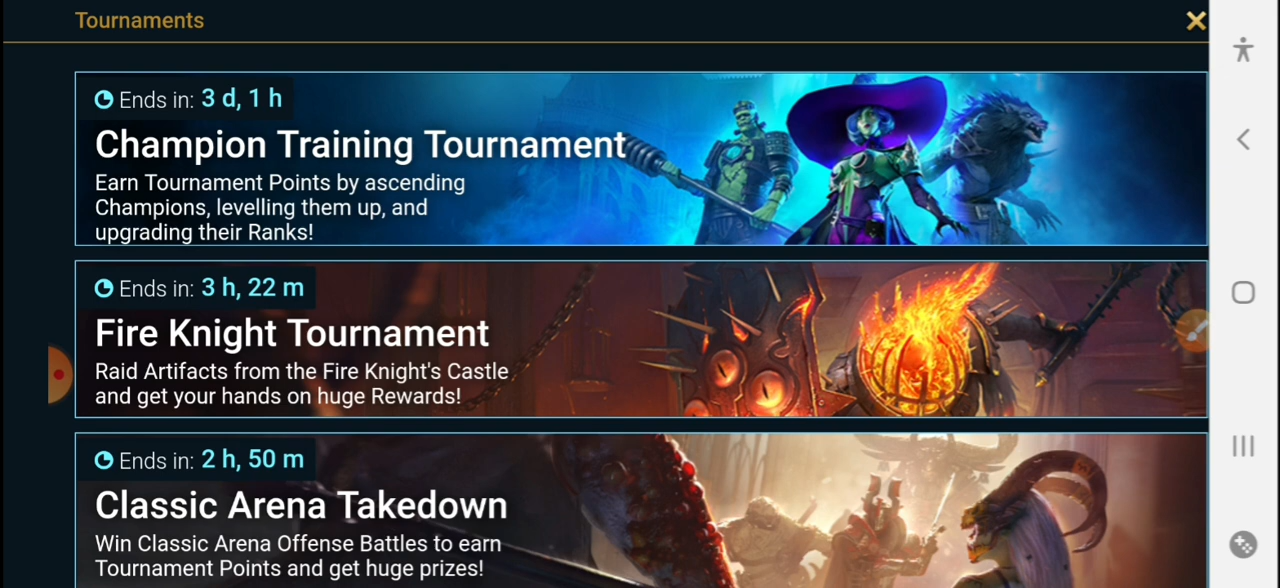 Tournaments
Ends in: 3 d, 1 h
Champion Training Tournament
Earn Tournament Points by ascending
Champions, levelling them up, and
upgrading their Ranks!
Ends in: 3 h, 22 m
Fire Knight Tournament
Raid Artifacts from the Fire Knight's Castle
and get your hands on huge Rewards!
Ends in: 2 h, 50 m
Classic Arena Takedown
Win Classic Arena Offense Battles to earn
Tournament Points and get huge prizes!